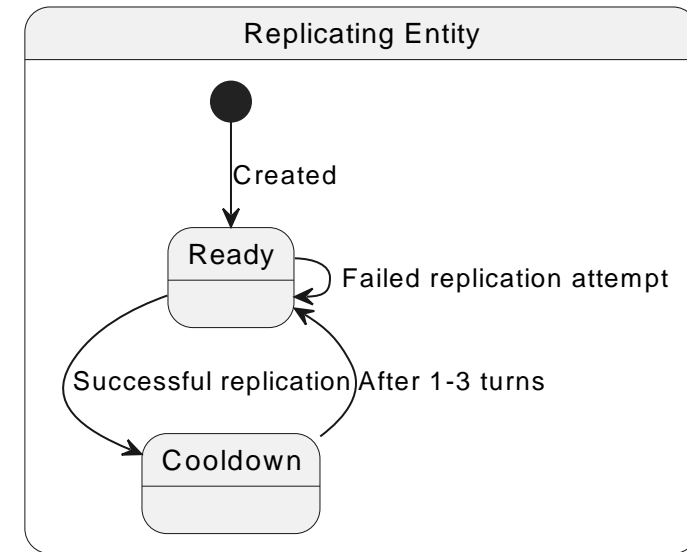 Replicating Entity
Created
Ready
Failed replication attempt
Successful replication
After 1-3 turns
Cooldown